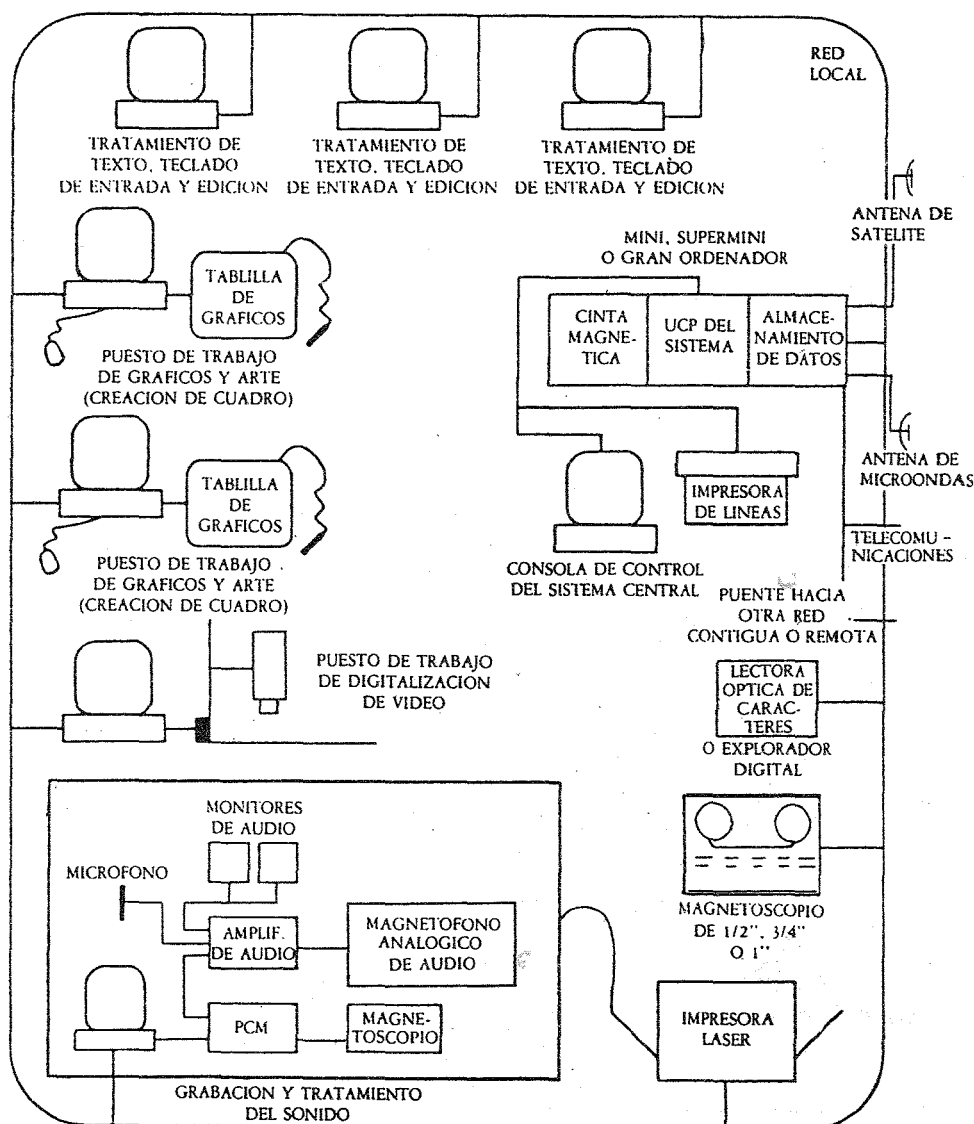 RED
LOCAL
TRATAMIENTO DE
TEXTO, TECLADO
DE ENTRADA Y EDICION
TRATAMIENTO DE
TEXTO, TECLADO
DE ENTRADA Y EDICION
TRATAMIENTO DE
TEXTO, TECLADO
DE ENTRADA Y EDICION
ANTENA DE
SATELITE
TABLILLA
DE
GRAFICOS
PUESTO DE TRABAJO
DE GRAFICOS Y ARTE
(CREACION DE CUADRO)
MINI, SUPERMINI
O GRAN ORDENADOR
CINTA
MAGNE-
TICA
UCP DEL
SISTEMA
ALMACE-
NAMIENTO
DE DATOS
ANTENA DE
MICROONDAS
TABLILLA
DE
GRAFICOS
PUESTO DE TRABAJO
DE GRAFICOS Y ARTE
(CREACION DE CUADRO)
IMPRESORA
DE LINEAS
CONSOLA DE CONTROL
DEL SISTEMA CENTRAL
TELECOMU-
NICACIONES
PUENTE HACIA
OTRA RED
CONTIGUA O REMOTA
PUESTO DE TRABAJO
DE DIGITALIZACION
DE VIDEO
LECTORA
OPTICA DE
CARAC-
TERES
O EXPLORADOR
DIGITAL
MONITORES
DE AUDIO
MICROFONO
AMPLIF.
DE AUDIO
MAGNETOFONO
ANALOGICO
DE AUDIO
PCM
MAGNE-
TOSCOPIO
GRABACION Y TRATAMIENTO
DEL SONIDO
MAGNETOSCOPIO
DE 1/2", 3/4"
O 1"
IMPRESORA
LASER